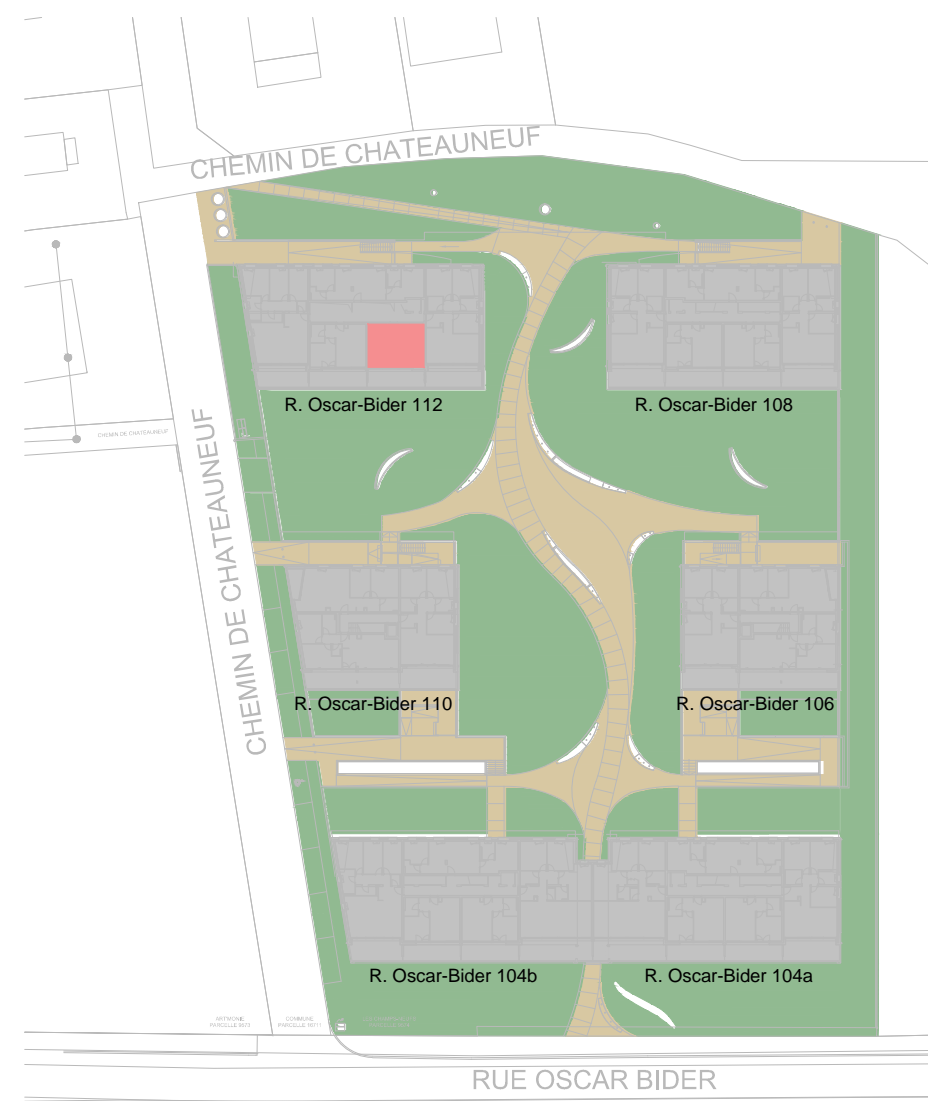 CHEMIN DE CHATEAUNEUF
R. Oscar-Bider 112
R. Oscar-Bider 108
CHEMIN DE CHATEAUNEUF
CHEMIN DE CHATEAUNEUF
R. Oscar-Bider 110
R. Oscar-Bider 106
R. Oscar-Bider 104b
R. Oscar-Bider 104a
COMMUNE
RUE OSCAR BIDER